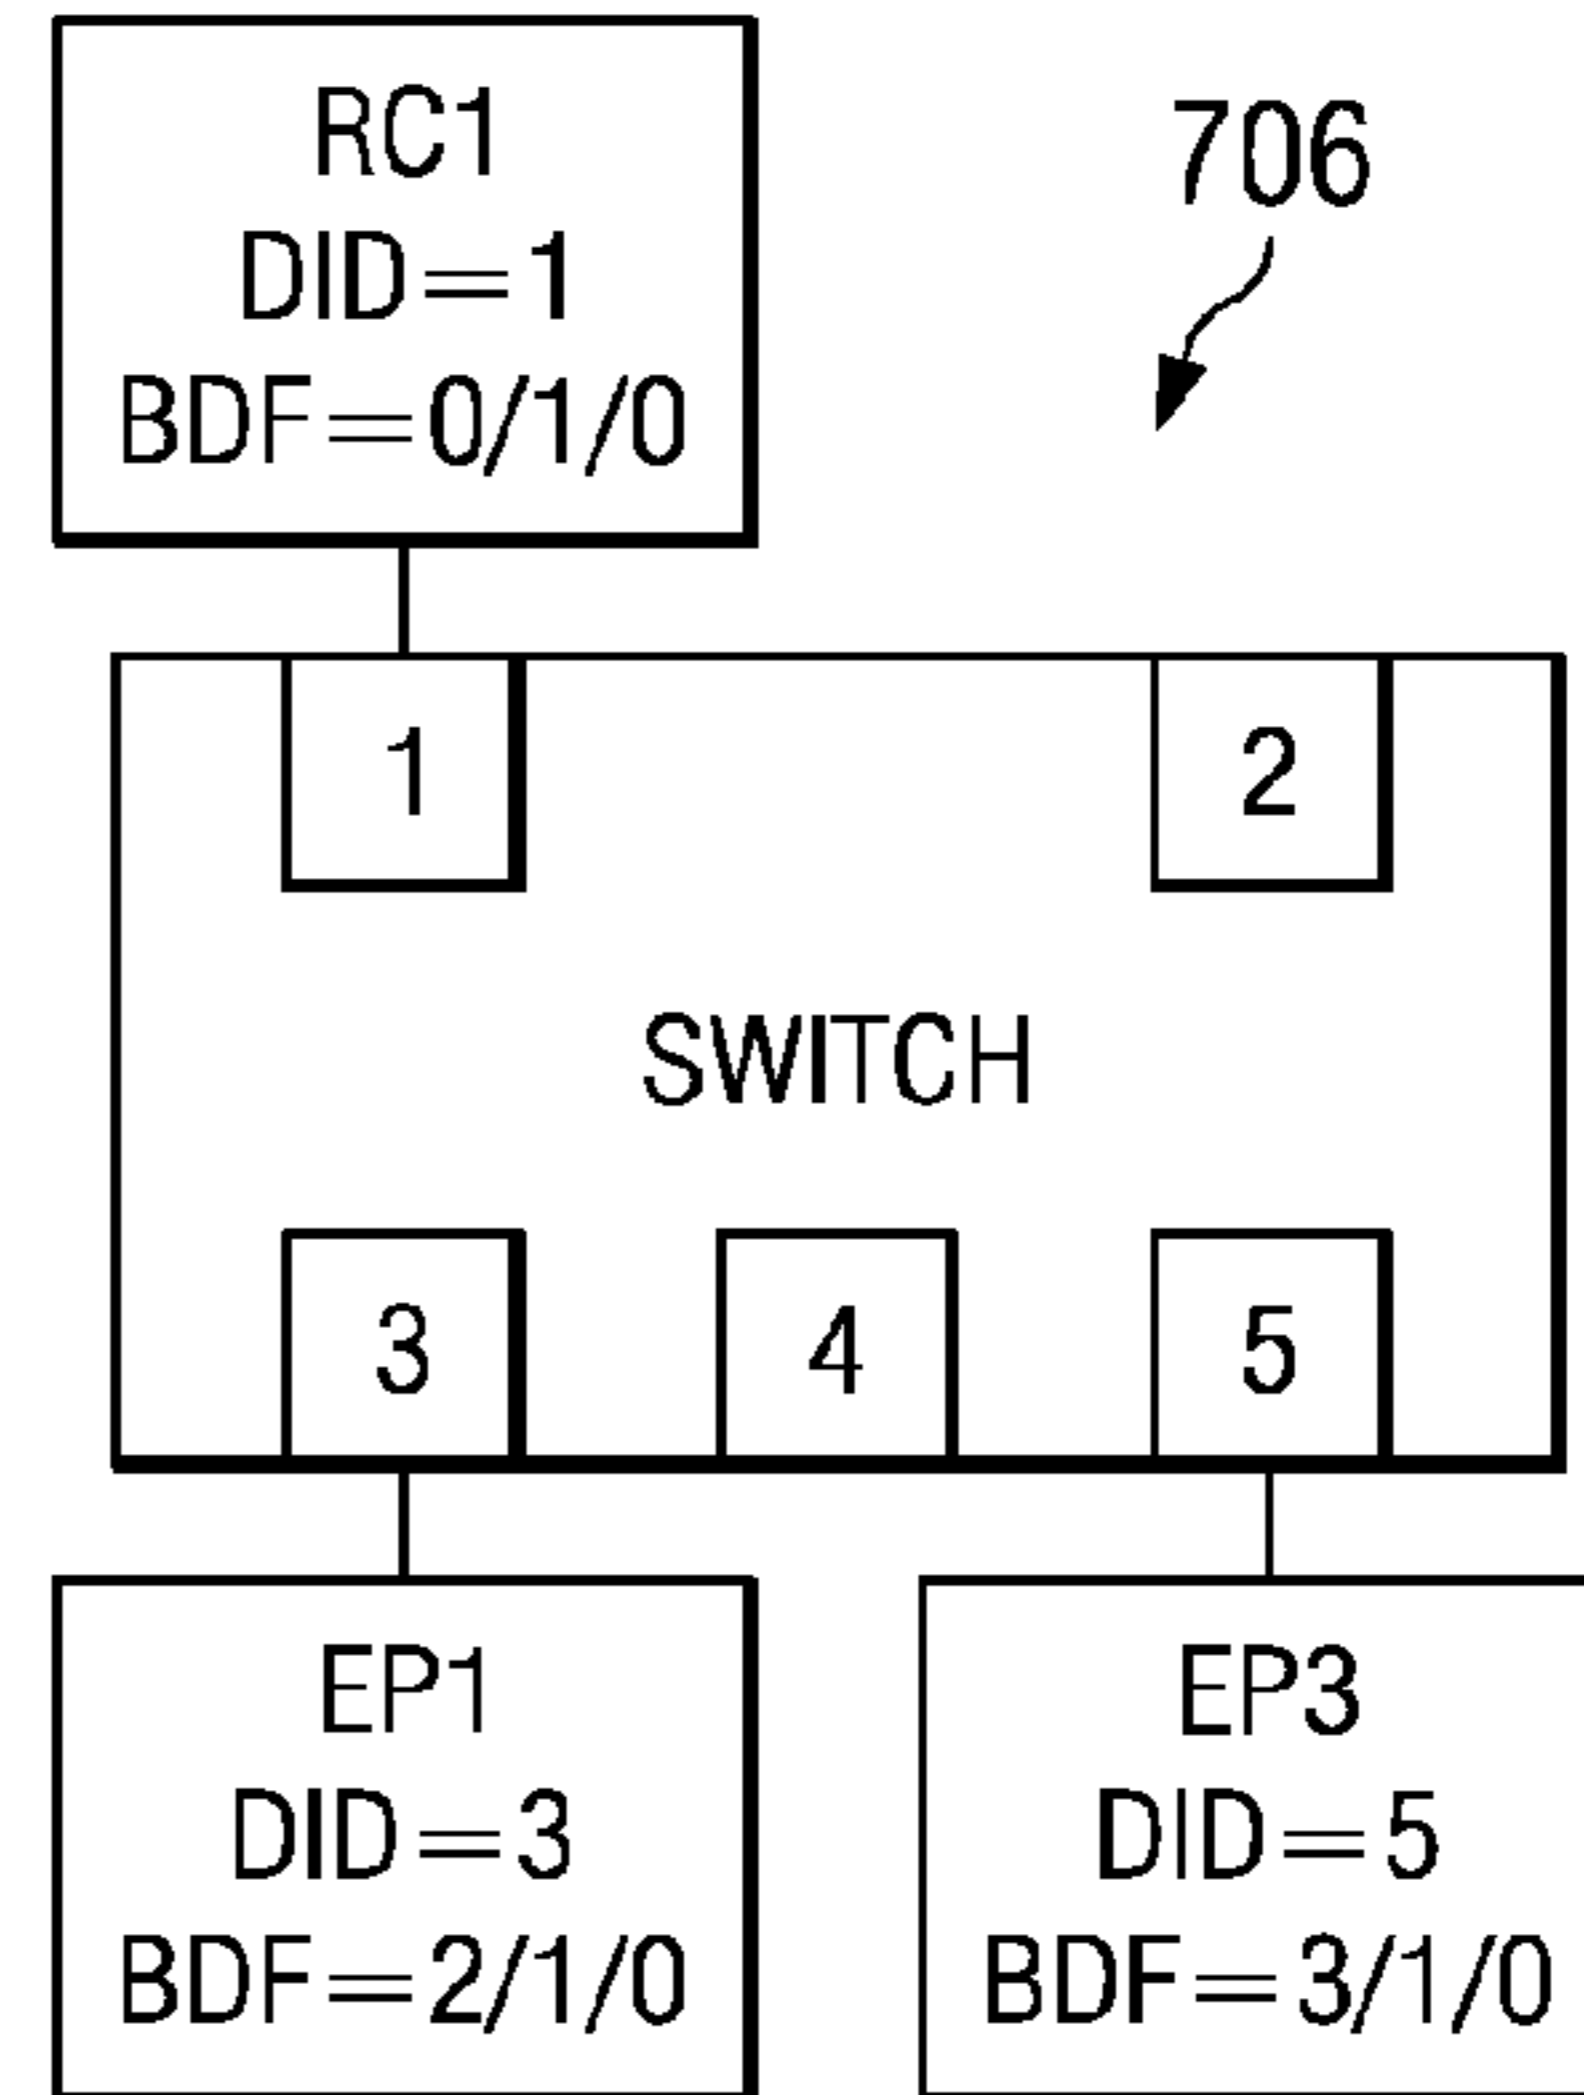 RC1
DID=1
BDF=0/1/0
706
1
2
SWITCH
3
4
5
EP1
DID=3
BDF=2/1/0
EP3
DID=5
BDF=3/1/0